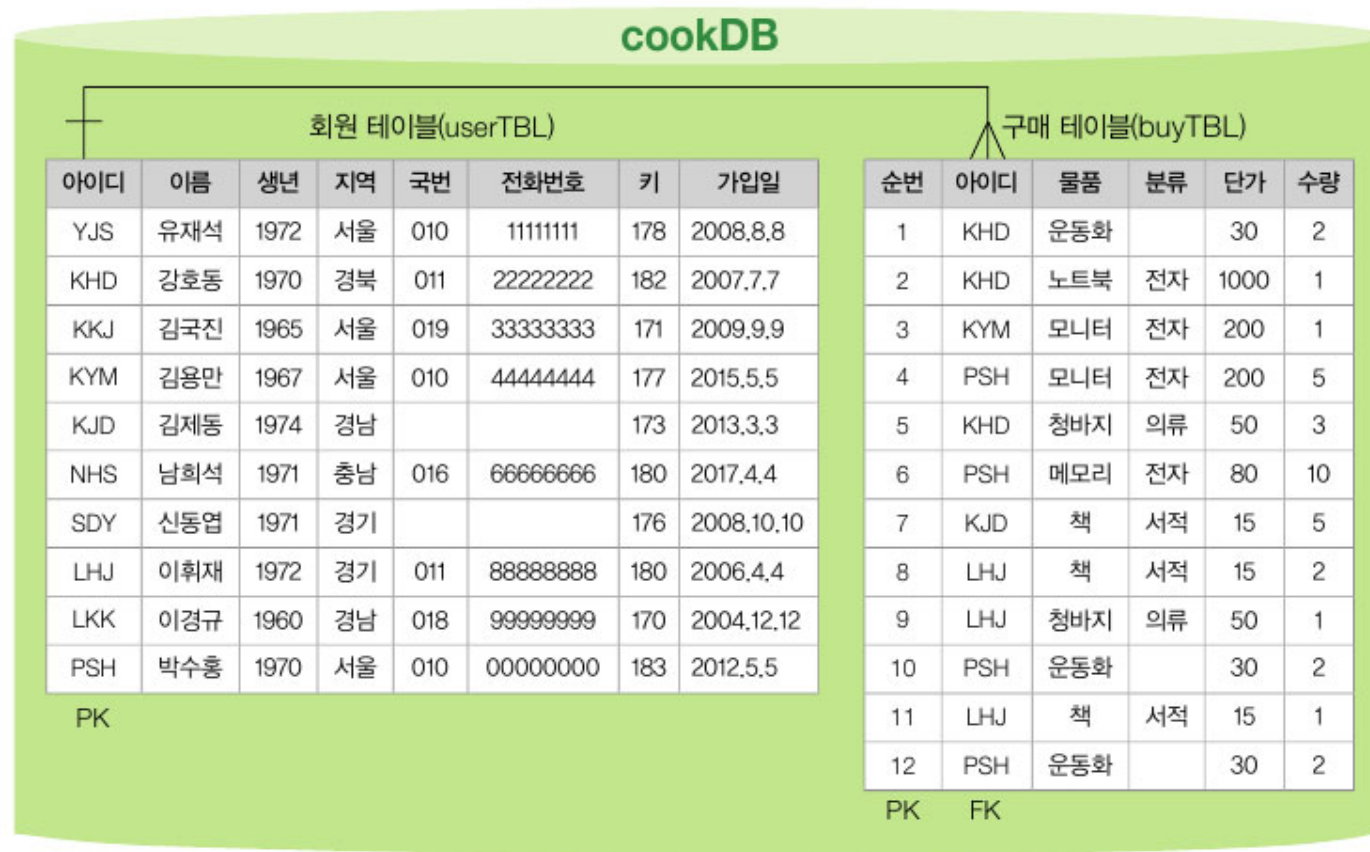 cookDB
회원 테이블(userTBL)
아이디 이름 생년 지역 국번 전화번호 키 가입일
YJS 유재석 1972 서울 010 11111111 178 2008.8.8
KHD 강호동 1970 경북 011 22222222 182 2007.7.7
KKJ 김국진 1965 서울 019 33333333 171 2009.9.9
KYM 김용만 1967 서울 010 44444444 177 2015.5.5
KJD 김제동 1974 경남 173 2013.3.3
NHS 남희석 1971 충남 016 66666666 180 2017.4.4
SDY 신동엽 1971 경기 176 2008.10.10
LHJ 이휘재 1972 경기 011 88888888 180 2006.4.4
LKK 이경규 1960 경남 018 99999999 170 2004.12.12
PSH 박수홍 1970 서울 010 00000000 183 2012.5.5
PK
구매 테이블(buyTBL)
순번 아이디 물품 분류 단가 수량
1 KHD 운동화 30 2
2 KHD 노트북 전자 1000 1
3 KYM 모니터 전자 200 1
4 PSH 모니터 전자 200 5
5 KHD 청바지 의류 50 3
6 PSH 메모리 전자 80 10
7 KJD 책 서적 15 5
8 LHJ 책 서적 15 2
9 LHJ 청바지 의류 50 1
10 PSH 운동화 30 2
11 LHJ 책 서적 15 1
12 PSH 운동화 30 2
PK FK